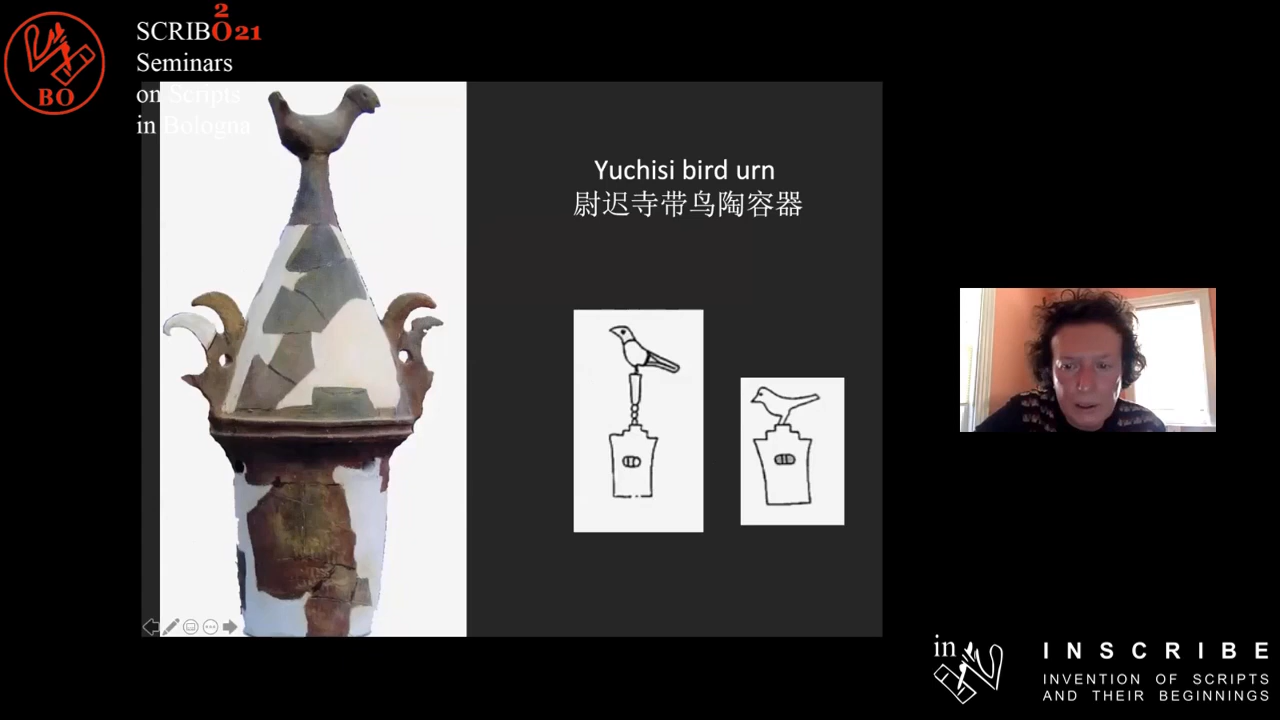 SCRIBO21
2
Seminars
on Scripts
in Bologna
BO
Yuchisi bird urn
尉迟寺带鸟陶容器
in
INSCRIBE
INVENTION OF SCRIPTS
AND THEIR BEGINNINGS